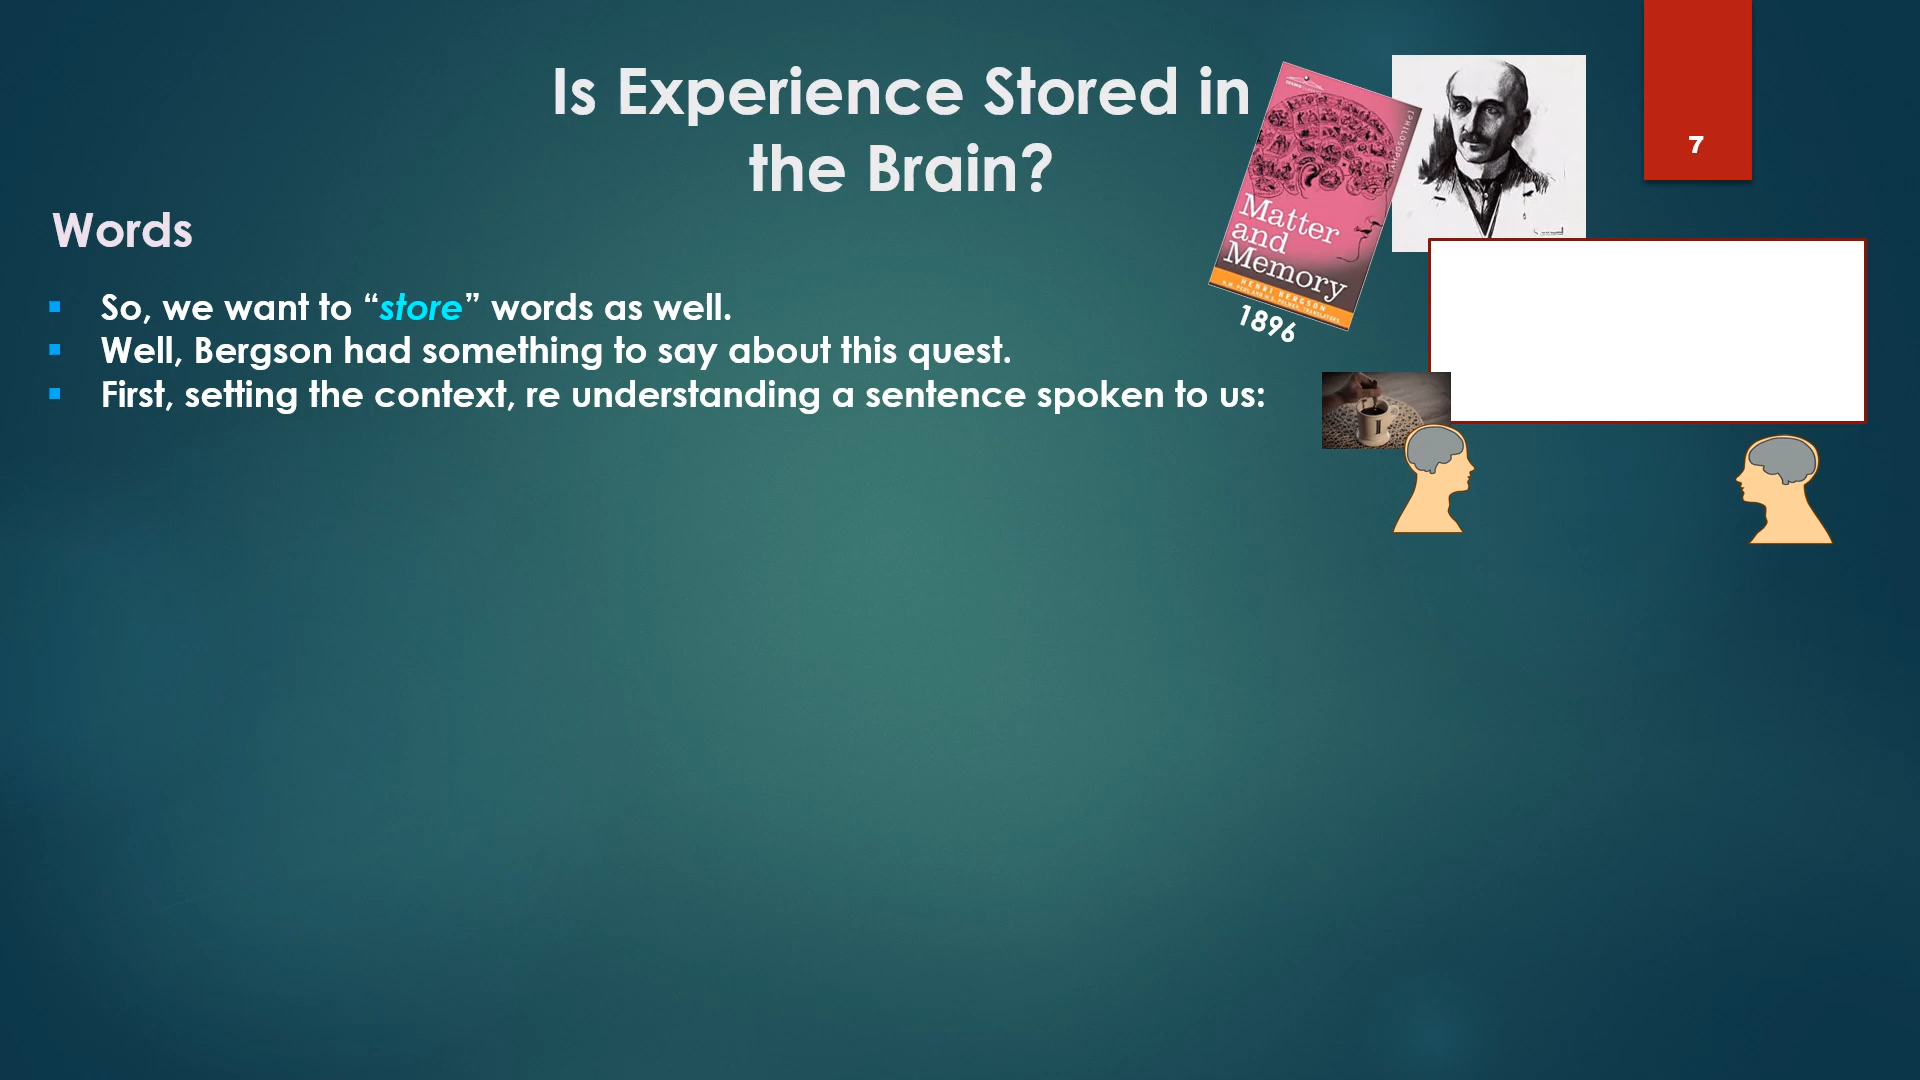 Is Experience Stored in
the Brain?
7
Words
So, we want to “store” words as well.
Well, Bergson had something to say about this quest.
First, setting the context, re understanding a sentence spoken to us:
PHILOSOPHY
Matter
and
Memory
HENRI BERGSON
1896